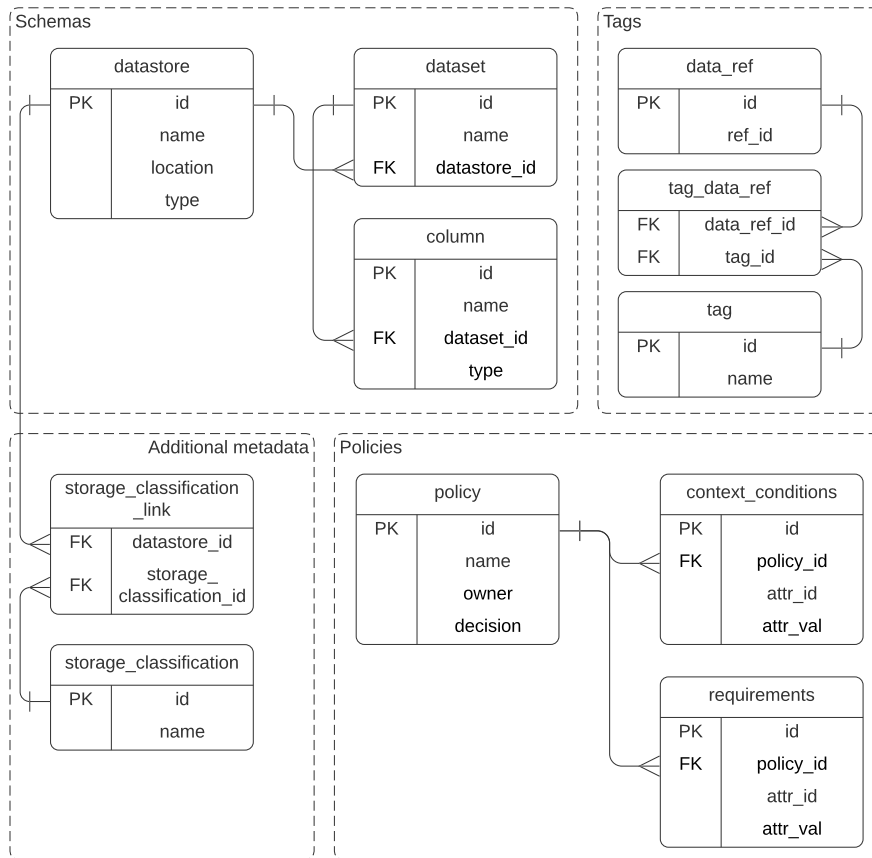 Schemas
datastore
PK id
name
location
type
dataset
PK id
name
FK datastore_id
column
PK id
name
FK dataset_id
type
Tags
data_ref
PK id
ref_id
tag_data_ref
FK data_ref_id
FK tag_id
tag
PK id
name
Additional metadata
storage_classification
_link
FK datastore_id
FK storage_
classification_id
storage_classification
PK id
name
Policies
policy
PK id
name
owner
decision
context_conditions
PK id
FK policy_id
attr_id
attr_val
requirements
PK id
FK policy_id
attr_id
attr_val